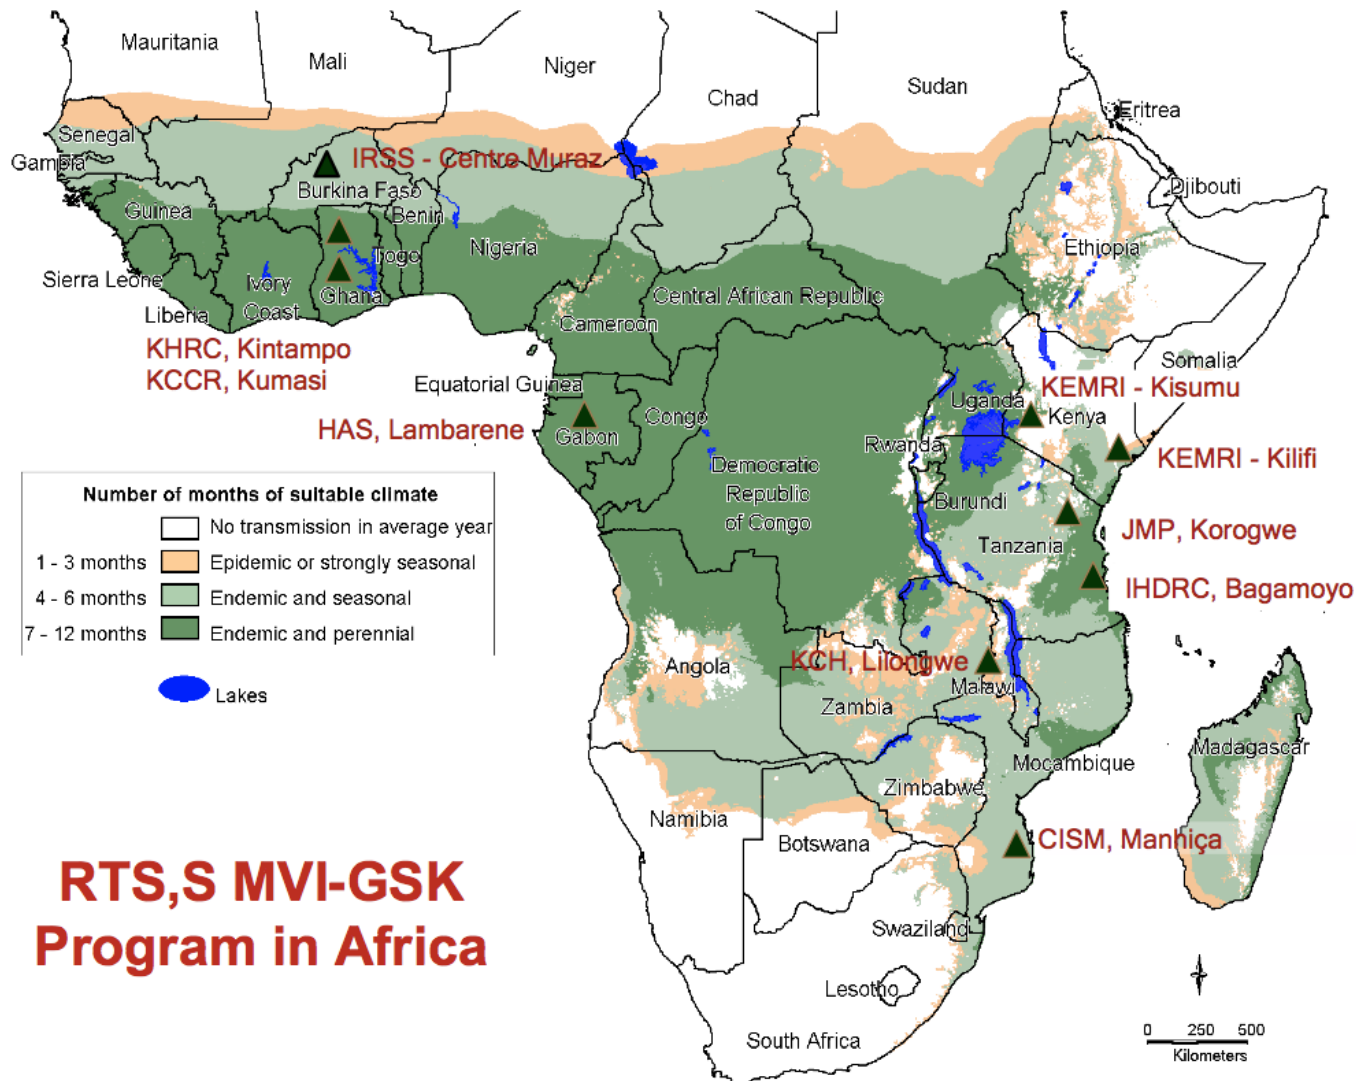 Mauritania
Mali
Niger
Chad
Sudan
Eritrea
Senegal
Gambia
IRSS - Centre Muraz
Burkina Faso
Djibouti
Guinea
Benin
Nigeria
Togo
Ethiopia
Sierra Leone
Ivory
Coast
Ghana
Liberia
Central African Republic
Cameroon
KHRC, Kintampo
KCCR, Kumasi
Somalia
Equatorial Guinea
KEMRI - Kisumu
Uganda
Kenya
HAS, Lambarene
Gabon
Congo
Rwanda
KEMRI - Kilifi
Democratic
Republic
of Congo
Burundi
JMP, Korogwe
Tanzania
IHDRC, Bagamoyo
Number of months of suitable climate
No transmission in average year
1 - 3 months Epidemic or strongly seasonal
4 - 6 months Endemic and seasonal
7 - 12 months Endemic and perennial
Lakes
Angola
KCH, Lilongwe
Malawi
Zambia
Mocambique
Madagascar
Zimbabwe
Namibia
Botswana
CISM, Manhiça
RTS,S MVI-GSK
Program in Africa
Swaziland
Lesotho
South Africa
0 250 500
Kilometers